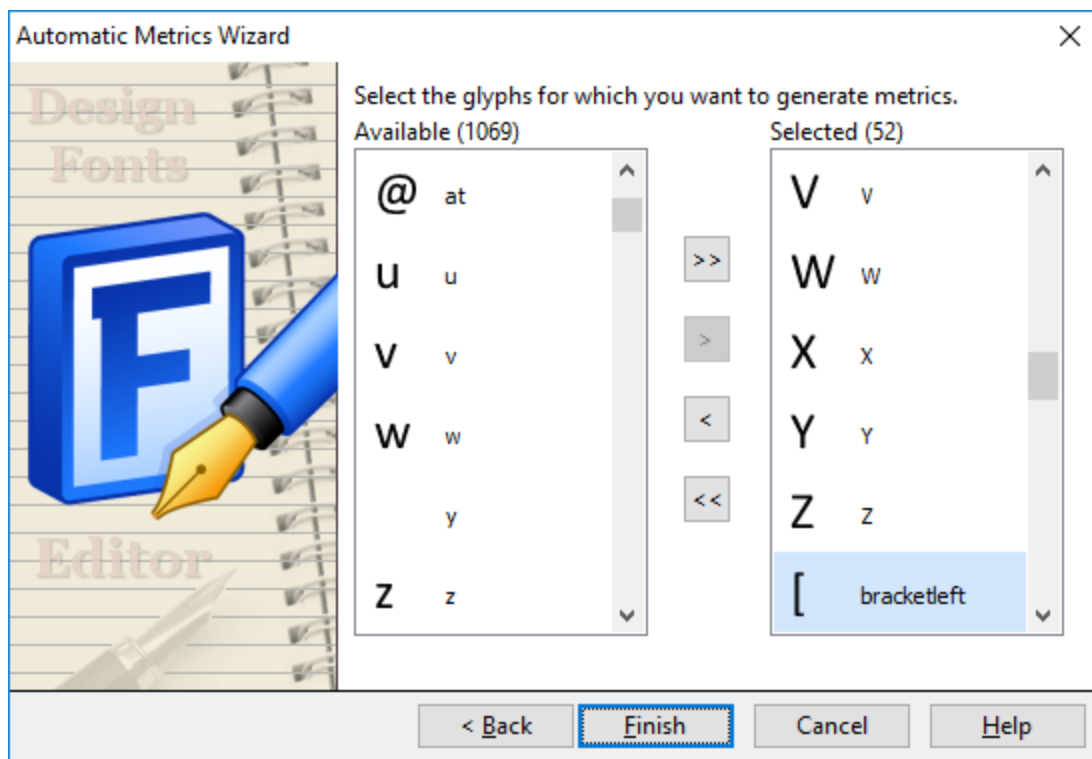 Automatic Metrics Wizard
Design
Fonts
F
Editor
Select the glyphs for which you want to generate metrics.
Available (1069)
@ at
u u
v v
w w
y
z z
>>
>
<
<<
Selected (52)
V V
W W
X X
Y Y
Z Z
[ bracketleft
< Back
Finish
Cancel
Help